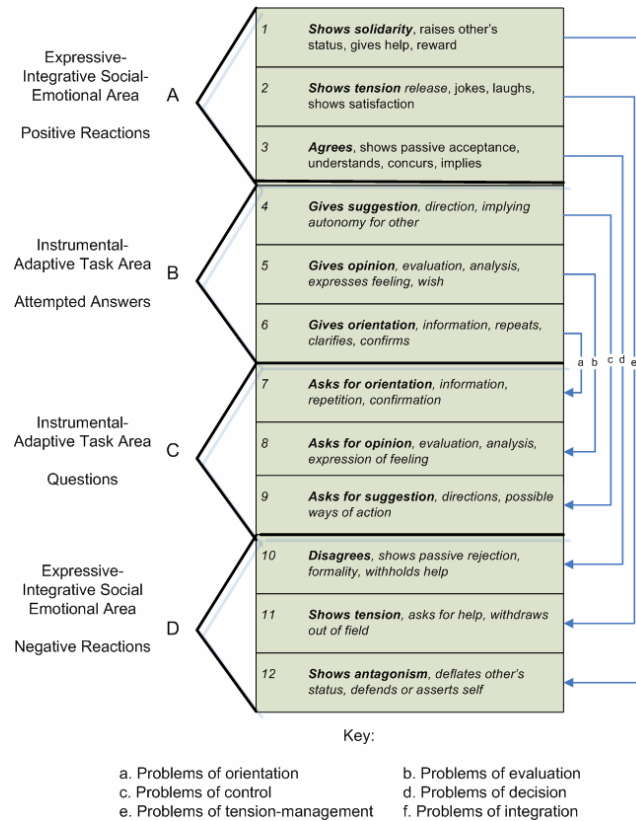 Expressive-
Integrative Social-
Emotional Area
A
Positive Reactions
1 Shows solidarity, raises other's
status, gives help, reward
2 Shows tension release, jokes, laughs,
shows satisfaction
3 Agrees, shows passive acceptance,
understands, concurs, implies
Instrumental-
Adaptive Task Area
B
Attempted Answers
4 Gives suggestion, direction, implying
autonomy for other
5 Gives opinion, evaluation, analysis,
expresses feeling, wish
6 Gives orientation, information, repeats,
clarifies, confirms
a b c d e
Instrumental-
Adaptive Task Area
C
Questions
7 Asks for orientation, information,
repetition, confirmation
8 Asks for opinion, evaluation, analysis,
expression of feeling
9 Asks for suggestion, directions, possible
ways of action
Expressive-
Integrative Social
Emotional Area
D
Negative Reactions
10 Disagrees, shows passive rejection,
formality, withholds help
11 Shows tension, asks for help, withdraws
out of field
12 Shows antagonism, deflates other's
status, defends or asserts self
Key:
a. Problems of orientation b. Problems of evaluation
c. Problems of control d. Problems of decision
e. Problems of tension-management f. Problems of integration